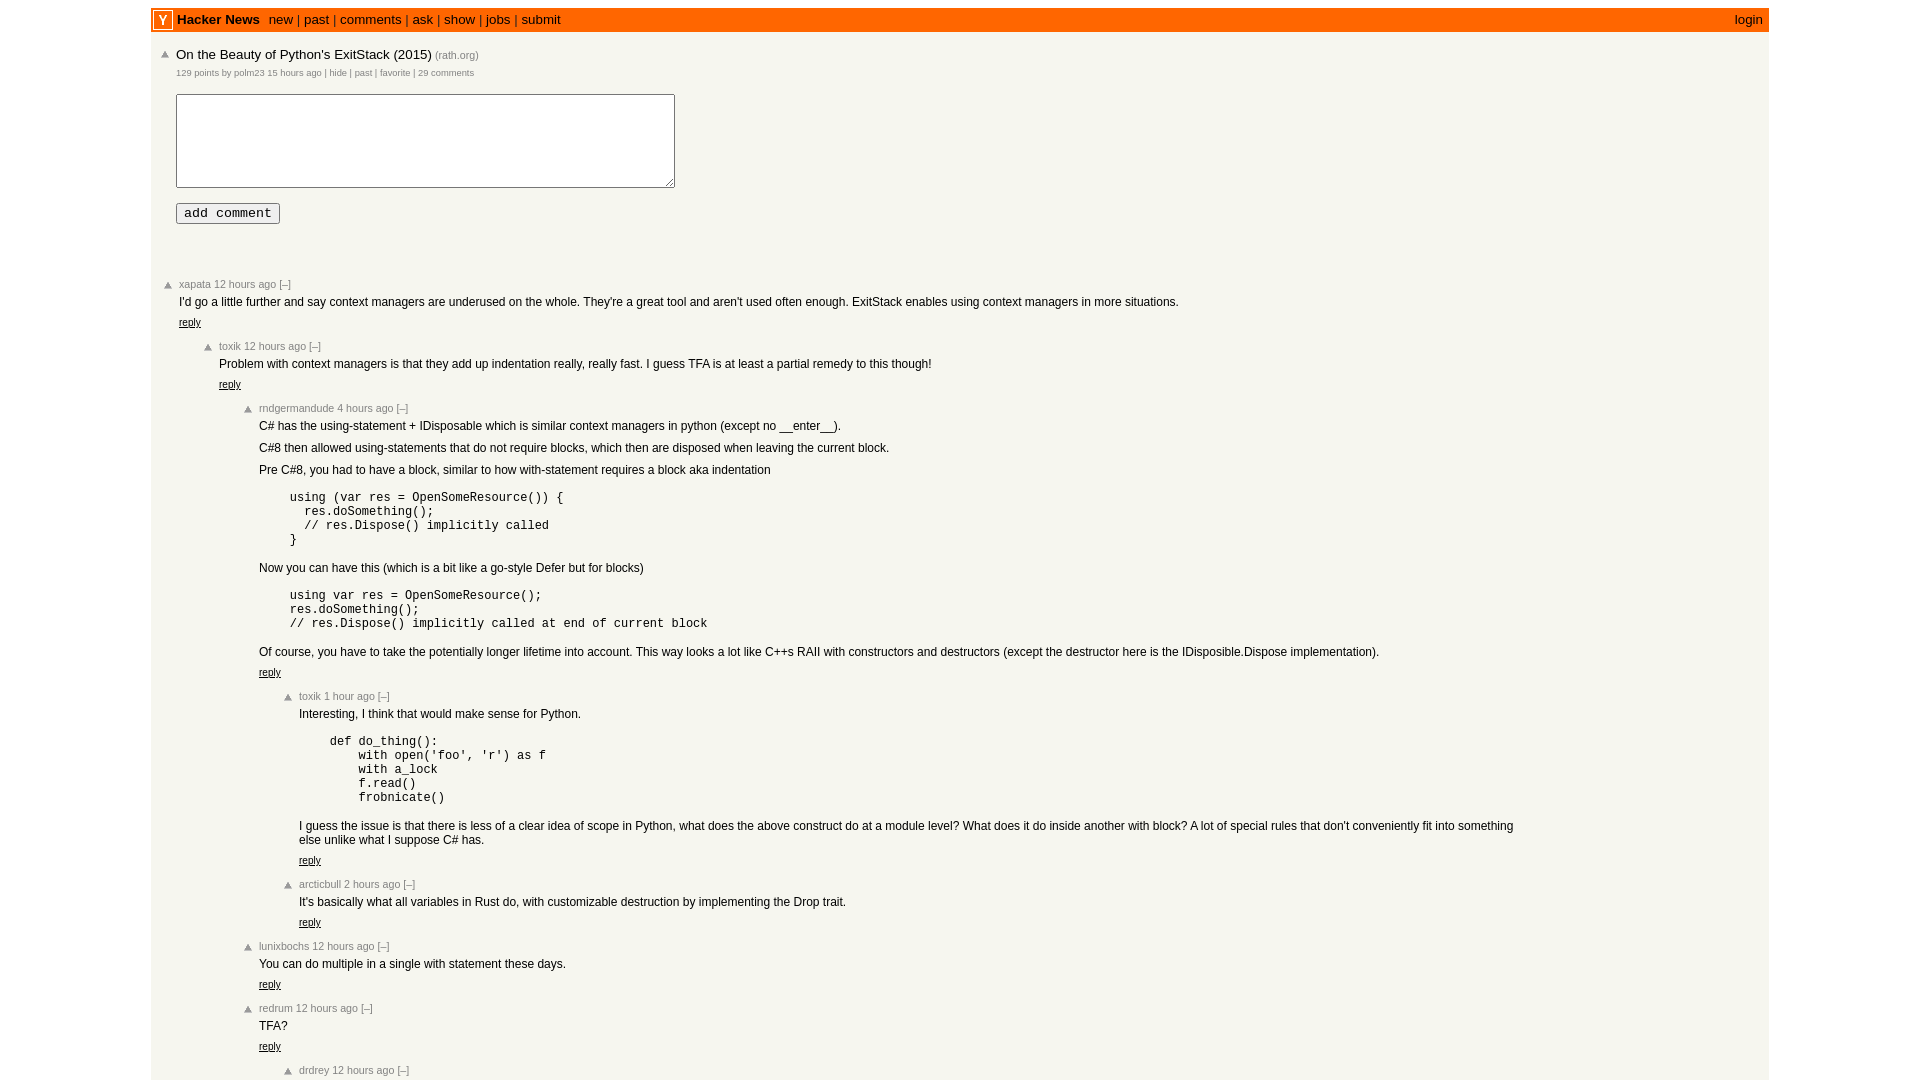 Y Hacker News new | past | comments | ask | show | jobs | submit login
On the Beauty of Python's ExitStack (2015) (rath.org)
129 points by polm23 15 hours ago | hide | past | favorite | 29 comments
add comment
xapata 12 hours ago [–]
I'd go a little further and say context managers are underused on the whole. They're a great tool and aren't used often enough. ExitStack enables using context managers in more situations.
reply
toxik 12 hours ago [–]
Problem with context managers is that they add up indentation really, really fast. I guess TFA is at least a partial remedy to this though!
reply
rndgermandude 4 hours ago [–]
C# has the using-statement + IDisposable which is similar context managers in python (except no __enter__).
C#8 then allowed using-statements that do not require blocks, which then are disposed when leaving the current block.
Pre C#8, you had to have a block, similar to how with-statement requires a block aka indentation
using (var res = OpenSomeResource()) {
res.doSomething();
// res.Dispose() implicitly called
}
Now you can have this (which is a bit like a go-style Defer but for blocks)
using var res = OpenSomeResource();
res.doSomething();
// res.Dispose() implicitly called at end of current block
Of course, you have to take the potentially longer lifetime into account. This way looks a lot like C++s RAII with constructors and destructors (except the destructor here is the IDisposible.Dispose implementation).
reply
toxik 1 hour ago [–]
Interesting, I think that would make sense for Python.
def do_thing():
with open('foo', 'r') as f
with a_lock
f.read()
frobnicate()
I guess the issue is that there is less of a clear idea of scope in Python, what does the above construct do at a module level? What does it do inside another with block? A lot of special rules that don't conveniently fit into something
else unlike what I suppose C# has.
reply
arcticbull 2 hours ago [–]
It's basically what all variables in Rust do, with customizable destruction by implementing the Drop trait.
reply
lunixbochs 12 hours ago [–]
You can do multiple in a single with statement these days.
reply
redrum 12 hours ago [–]
TFA?
reply
drdrey 12 hours ago [–]